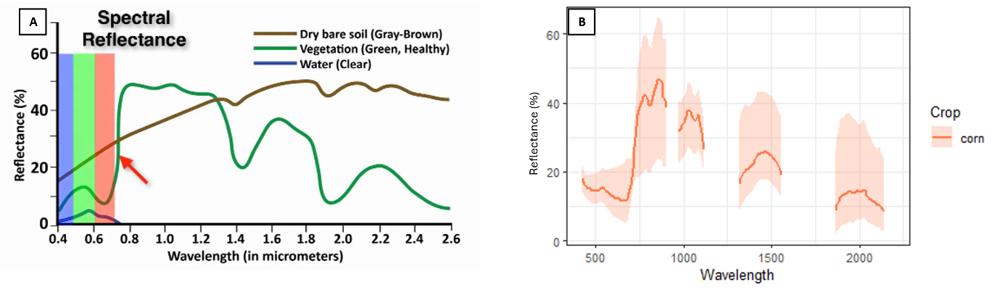 A
Spectral
Reflectance
Dry bare soil (Gray-Brown)
Vegetation (Green, Healthy)
Water (Clear)
Reflectance (%)
60
40
20
0
0.4 0.6 0.8 1.0 1.2 1.4 1.6 1.8 2.0 2.2 2.4 2.6
Wavelength (in micrometers)
B
Reflectance (%)
60
40
20
0
500 1000 1500 2000
Wavelength
Crop
corn